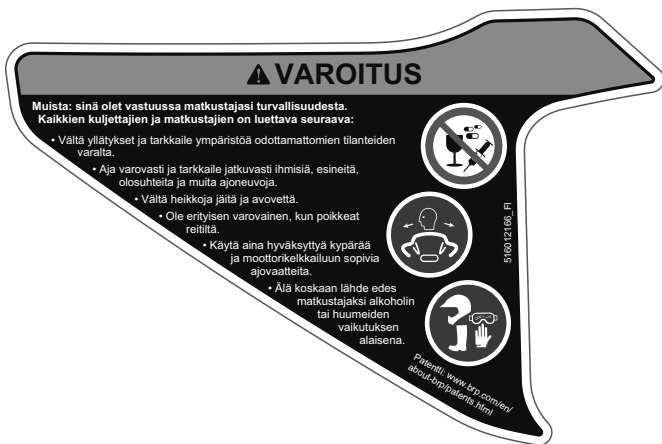 VAROITUS
Muista: sinä olet vastuussa matkustajasi turvallisuudesta.
Kaikkien kuljettajien ja matkustajien on luettava seuraava:
• Vältä yllätykset ja tarkkaile ympäristöä odottamattomien tilanteiden
varalta.
• Aja varovasti ja tarkkaile jatkuvasti ihmisiä, esineitä,
olosuhteita ja muita ajoneuvoja.
• Vältä heikkoja jäitä ja avovettä.
• Ole erityisen varovainen, kun poikkeat
reitiltä.
• Käytä aina hyväksyttyä kypärää
ja moottorikelkkailuun sopivia
ajovaatteita.
• Älä koskaan lähde edes
matkustajaksi alkoholin
tai huumeiden
vaikutuksen
alaisena.
516012166_FI
Patentti: www.brp.com/en/
about-brp/patents.html